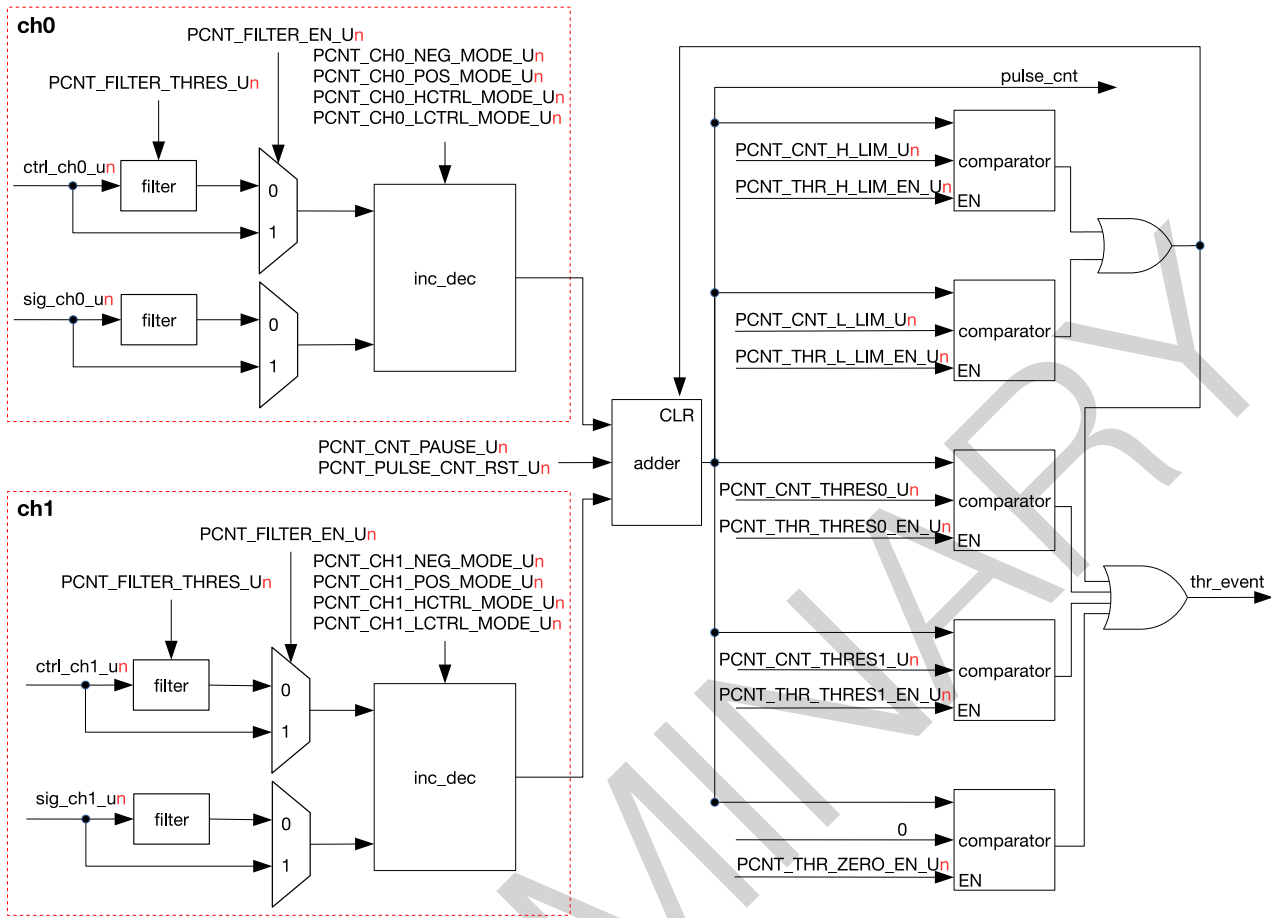 ch0
PCNT_FILTER_EN_Un
PCNT_CH0_NEG_MODE_Un
PCNT_CH0_POS_MODE_Un
PCNT_CH0_HCTRL_MODE_Un
PCNT_CH0_LCTRL_MODE_Un
PCNT_FILTER_THRES_Un
ctrl_ch0_un
filter
0
1
sig_ch0_un
filter
0
1
inc_dec
PCNT_CNT_PAUSE_Un
PCNT_PULSE_CNT_RST_Un
CLR
adder
ch1
PCNT_FILTER_EN_Un
PCNT_CH1_NEG_MODE_Un
PCNT_CH1_POS_MODE_Un
PCNT_CH1_HCTRL_MODE_Un
PCNT_CH1_LCTRL_MODE_Un
PCNT_FILTER_THRES_Un
ctrl_ch1_un
filter
0
1
sig_ch1_un
filter
0
1
inc_dec
pulse_cnt
PCNT_CNT_H_LIM_Un
comparator
PCNT_THR_H_LIM_EN_Un
EN
PCNT_CNT_L_LIM_Un
comparator
PCNT_THR_L_LIM_EN_Un
EN
PCNT_CNT_THRES0_Un
comparator
PCNT_THR_THRES0_EN_Un
EN
thr_event
PCNT_CNT_THRES1_Un
comparator
PCNT_THR_THRES1_EN_Un
EN
0
comparator
PCNT_THR_ZERO_EN_Un
EN
MINARY